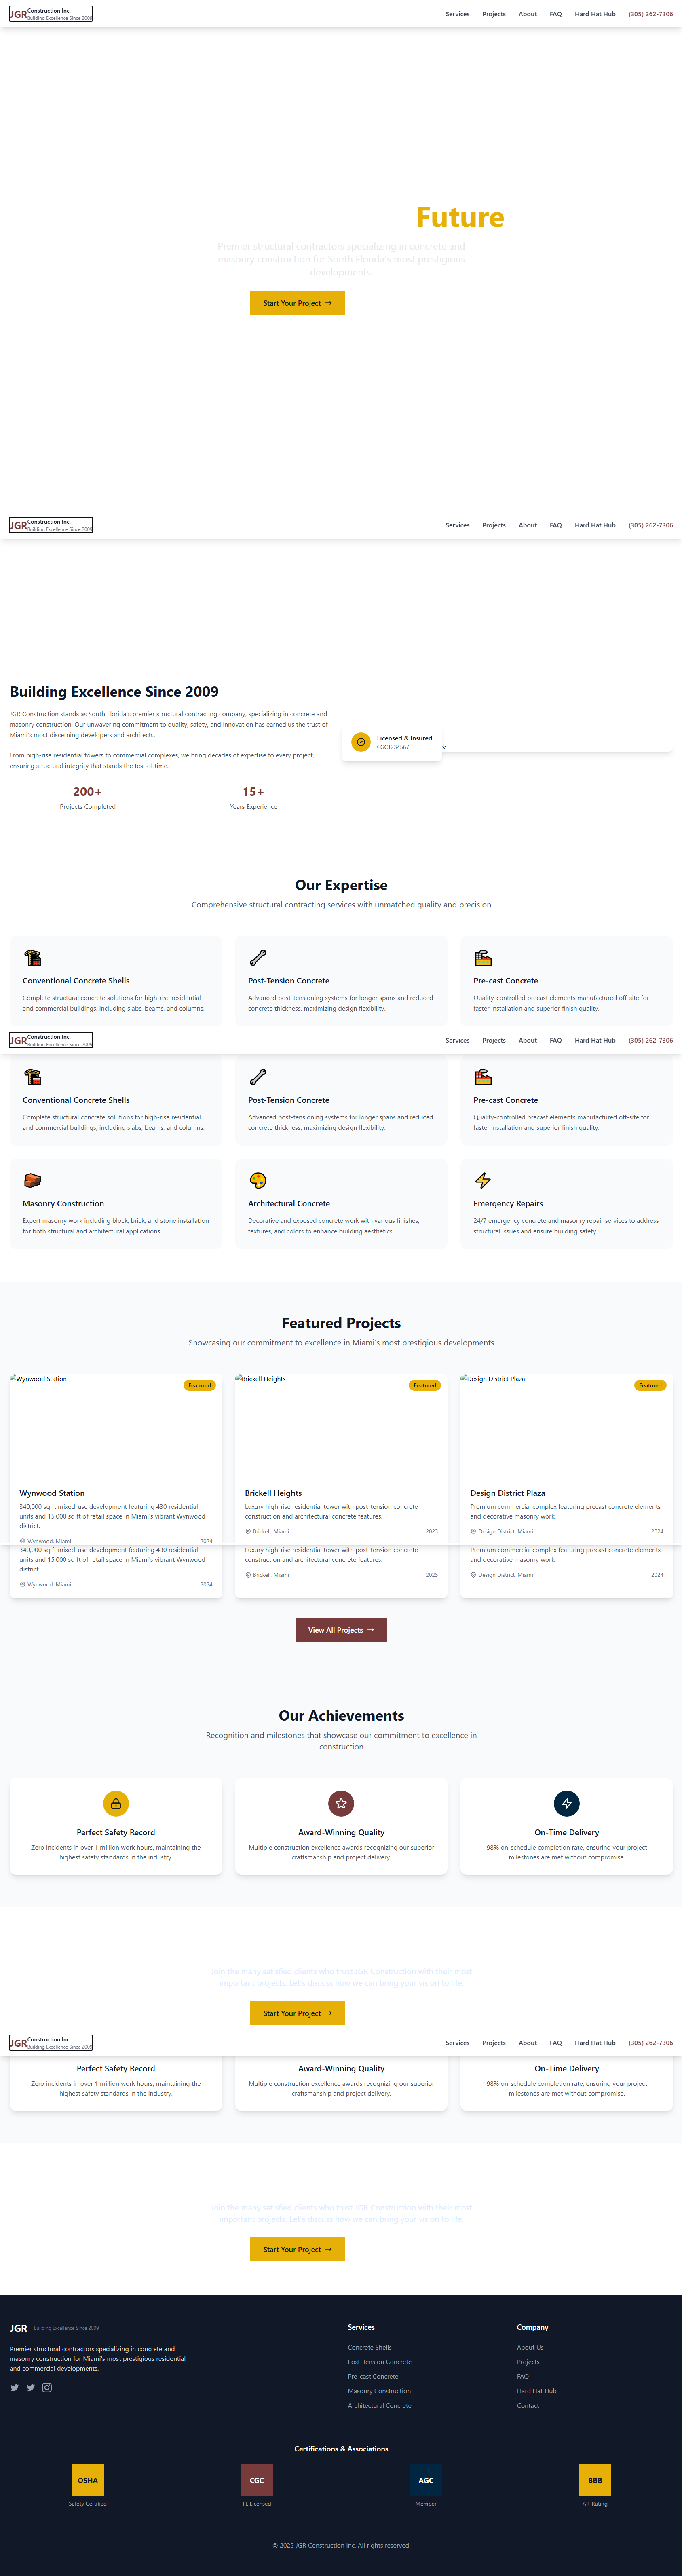 JGR
Construction Inc.
Building Excellence Since 2009
Services
Projects
About
FAQ
Hard Hat Hub
(305) 262-7306
Future
Premier structural contractors specializing in concrete and
masonry construction for South Florida's most prestigious
developments.
Start Your Project →
JGR
Construction Inc.
Building Excellence Since 2009
Services
Projects
About
FAQ
Hard Hat Hub
(305) 262-7306
Building Excellence Since 2009
JGR Construction stands as South Florida's premier structural contracting company, specializing in concrete and
masonry construction. Our unwavering commitment to quality, safety, and innovation has earned us the trust of
Miami's most discerning developers and architects.
From high-rise residential towers to commercial complexes, we bring decades of expertise to every project,
ensuring structural integrity that stands the test of time.
200+
Projects Completed
15+
Years Experience
Licensed & Insured
CGC1234567
k
Our Expertise
Comprehensive structural contracting services with unmatched quality and precision
Conventional Concrete Shells
Complete structural concrete solutions for high-rise residential
and commercial buildings, including slabs, beams, and columns.
Post-Tension Concrete
Advanced post-tensioning systems for longer spans and reduced
concrete thickness, maximizing design flexibility.
Pre-cast Concrete
Quality-controlled precast elements manufactured off-site for
faster installation and superior finish quality.
JGR
Construction Inc.
Building Excellence Since 2009
Services
Projects
About
FAQ
Hard Hat Hub
(305) 262-7306
Conventional Concrete Shells
Complete structural concrete solutions for high-rise residential
and commercial buildings, including slabs, beams, and columns.
Post-Tension Concrete
Advanced post-tensioning systems for longer spans and reduced
concrete thickness, maximizing design flexibility.
Pre-cast Concrete
Quality-controlled precast elements manufactured off-site for
faster installation and superior finish quality.
Masonry Construction
Expert masonry work including block, brick, and stone installation
for both structural and architectural applications.
Architectural Concrete
Decorative and exposed concrete work with various finishes,
textures, and colors to enhance building aesthetics.
Emergency Repairs
24/7 emergency concrete and masonry repair services to address
structural issues and ensure building safety.
Featured Projects
Showcasing our commitment to excellence in Miami's most prestigious developments
Wynwood Station
Featured
Wynwood Station
340,000 sq ft mixed-use development featuring 430 residential
units and 15,000 sq ft of retail space in Miami's vibrant Wynwood
district.
Wynwood, Miami
2024
Brickell Heights
Featured
Brickell Heights
Luxury high-rise residential tower with post-tension concrete
construction and architectural concrete features.
Brickell, Miami
2023
Design District Plaza
Featured
Design District Plaza
Premium commercial complex featuring precast concrete elements
and decorative masonry work.
Design District, Miami
2024
340,000 sq ft mixed-use development featuring 430 residential
units and 15,000 sq ft of retail space in Miami's vibrant Wynwood
district.
Wynwood, Miami
2024
Luxury high-rise residential tower with post-tension concrete
construction and architectural concrete features.
Brickell, Miami
2023
Premium commercial complex featuring precast concrete elements
and decorative masonry work.
Design District, Miami
2024
View All Projects →
Our Achievements
Recognition and milestones that showcase our commitment to excellence in
construction
Perfect Safety Record
Zero incidents in over 1 million work hours, maintaining the
highest safety standards in the industry.
Award-Winning Quality
Multiple construction excellence awards recognizing our superior
craftsmanship and project delivery.
On-Time Delivery
98% on-schedule completion rate, ensuring your project
milestones are met without compromise.
Join the many satisfied clients who trust JGR Construction with their most
important projects. Let's discuss how we can bring your vision to life.
Start Your Project →
JGR
Construction Inc.
Building Excellence Since 2009
Services
Projects
About
FAQ
Hard Hat Hub
(305) 262-7306
Perfect Safety Record
Zero incidents in over 1 million work hours, maintaining the
highest safety standards in the industry.
Award-Winning Quality
Multiple construction excellence awards recognizing our superior
craftsmanship and project delivery.
On-Time Delivery
98% on-schedule completion rate, ensuring your project
milestones are met without compromise.
Join the many satisfied clients who trust JGR Construction with their most
important projects. Let's discuss how we can bring your vision to life.
Start Your Project →
JGR
Building Excellence Since 2009
Premier structural contractors specializing in concrete and
masonry construction for Miami's most prestigious residential
and commercial developments.
Services
Concrete Shells
Post-Tension Concrete
Pre-cast Concrete
Masonry Construction
Architectural Concrete
Company
About Us
Projects
FAQ
Hard Hat Hub
Contact
Certifications & Associations
OSHA
Safety Certified
CGC
FL Licensed
AGC
Member
BBB
A+ Rating
© 2025 JGR Construction Inc. All rights reserved.